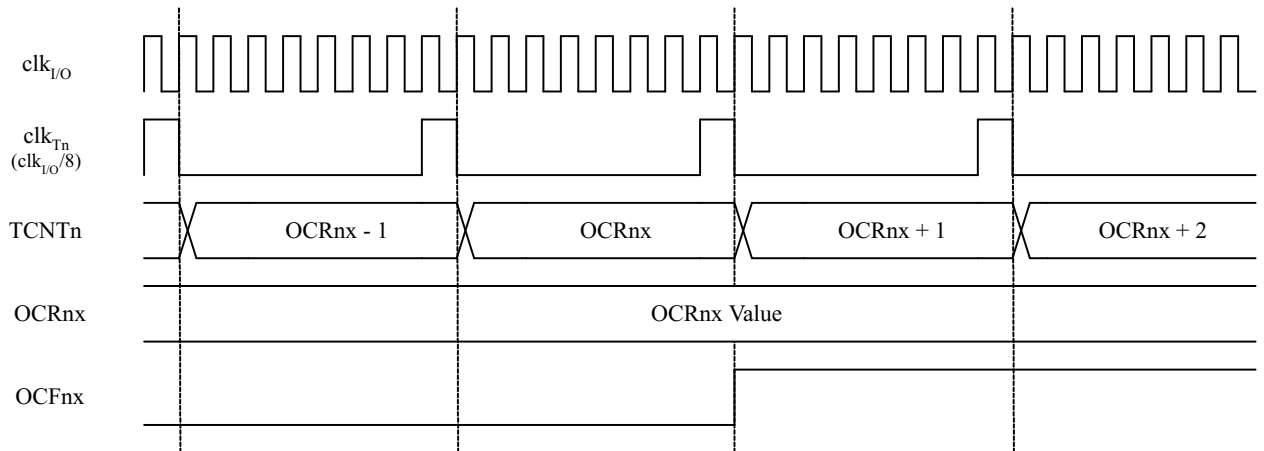 clkI/O
clkTn
(clkI/O/8)
TCNTn
OCRnx - 1
OCRnx
OCRnx + 1
OCRnx + 2
OCRnx
OCRnx Value
OCFnx